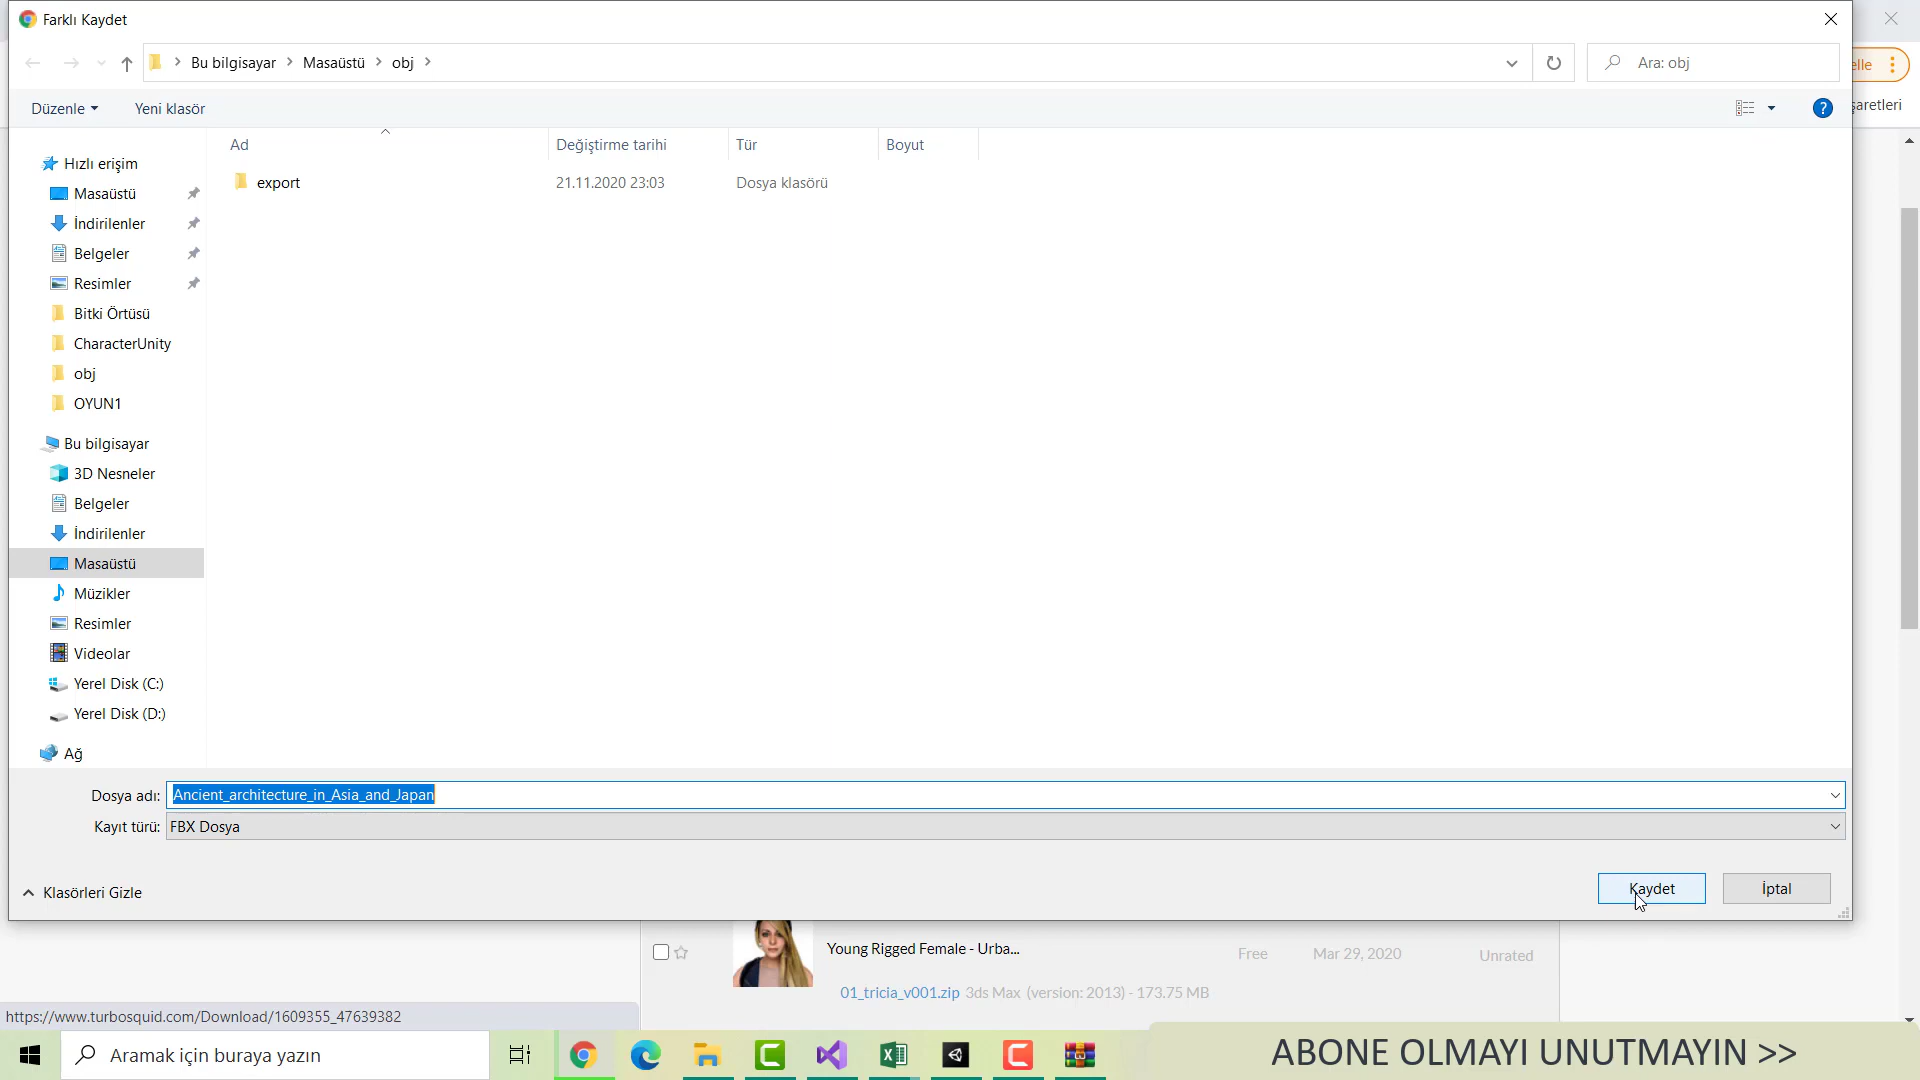 Farklı Kaydet
Bu bilgisayar > Masaüstü > obj >
Ara: obj
elle
Düzenle
Yeni klasör
şaretleri
Ad
Değiştirme tarihi
Tür
Boyut
export
21.11.2020 23:03
Dosya klasörü
Hızlı erişim
Masaüstü
İndirilenler
Belgeler
Resimler
Bitki Örtüsü
CharacterUnity
obj
OYUN1
Bu bilgisayar
3D Nesneler
Belgeler
İndirilenler
Masaüstü
Müzikler
Resimler
Videolar
Yerel Disk (C:)
Yerel Disk (D:)
Ağ
Dosya adı: Ancient_architecture_in_Asia_and_Japan
Kayıt türü: FBX Dosya
Klasörleri Gizle
Kaydet
İptal
Young Rigged Female - Urba...
Free
Mar 29, 2020
Unrated
01_tricia_v001.zip 3ds Max (version: 2013) - 173.75 MB
https://www.turbosquid.com/Download/1609355_47639382
Aramak için buraya yazın
ABONE OLMAYI UNUTMAYIN >>